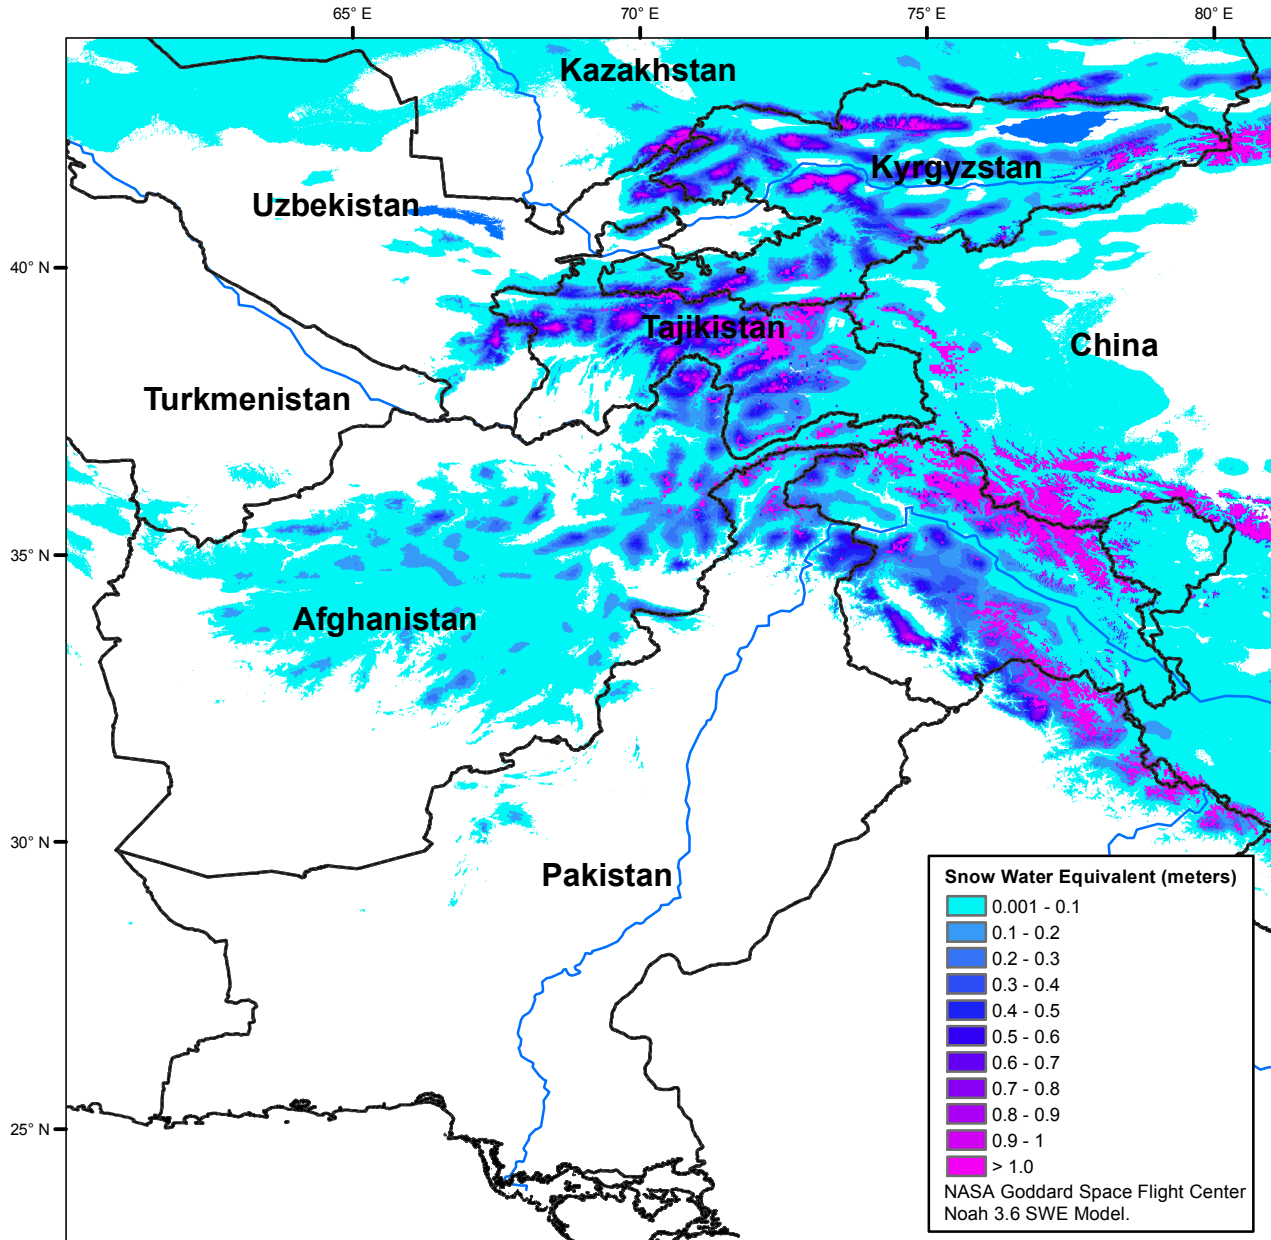 65° E
70° E
75° E
80° E
Kazakhstan
Kyrgyzstan
Uzbekistan
40° N
Tajikistan
China
Turkmenistan
35° N
Afghanistan
30° N
Pakistan
25° N
Snow Water Equivalent (meters)
0.001 - 0.1
0.1 - 0.2
0.2 - 0.3
0.3 - 0.4
0.4 - 0.5
0.5 - 0.6
0.6 - 0.7
0.7 - 0.8
0.8 - 0.9
0.9 - 1
> 1.0
NASA Goddard Space Flight Center
Noah 3.6 SWE Model.